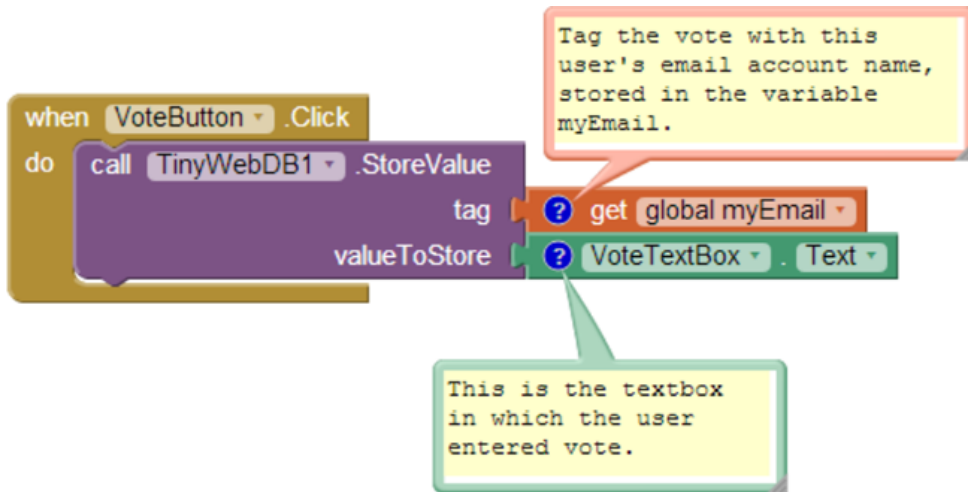 Tag the vote with this
user's email account name,
stored in the variable
myEmail.
when VoteButton .Click
do call TinyWebDB1 .StoreValue
tag ? get global myEmail
valueToStore ? VoteTextBox . Text
This is the textbox
in which the user
entered vote.